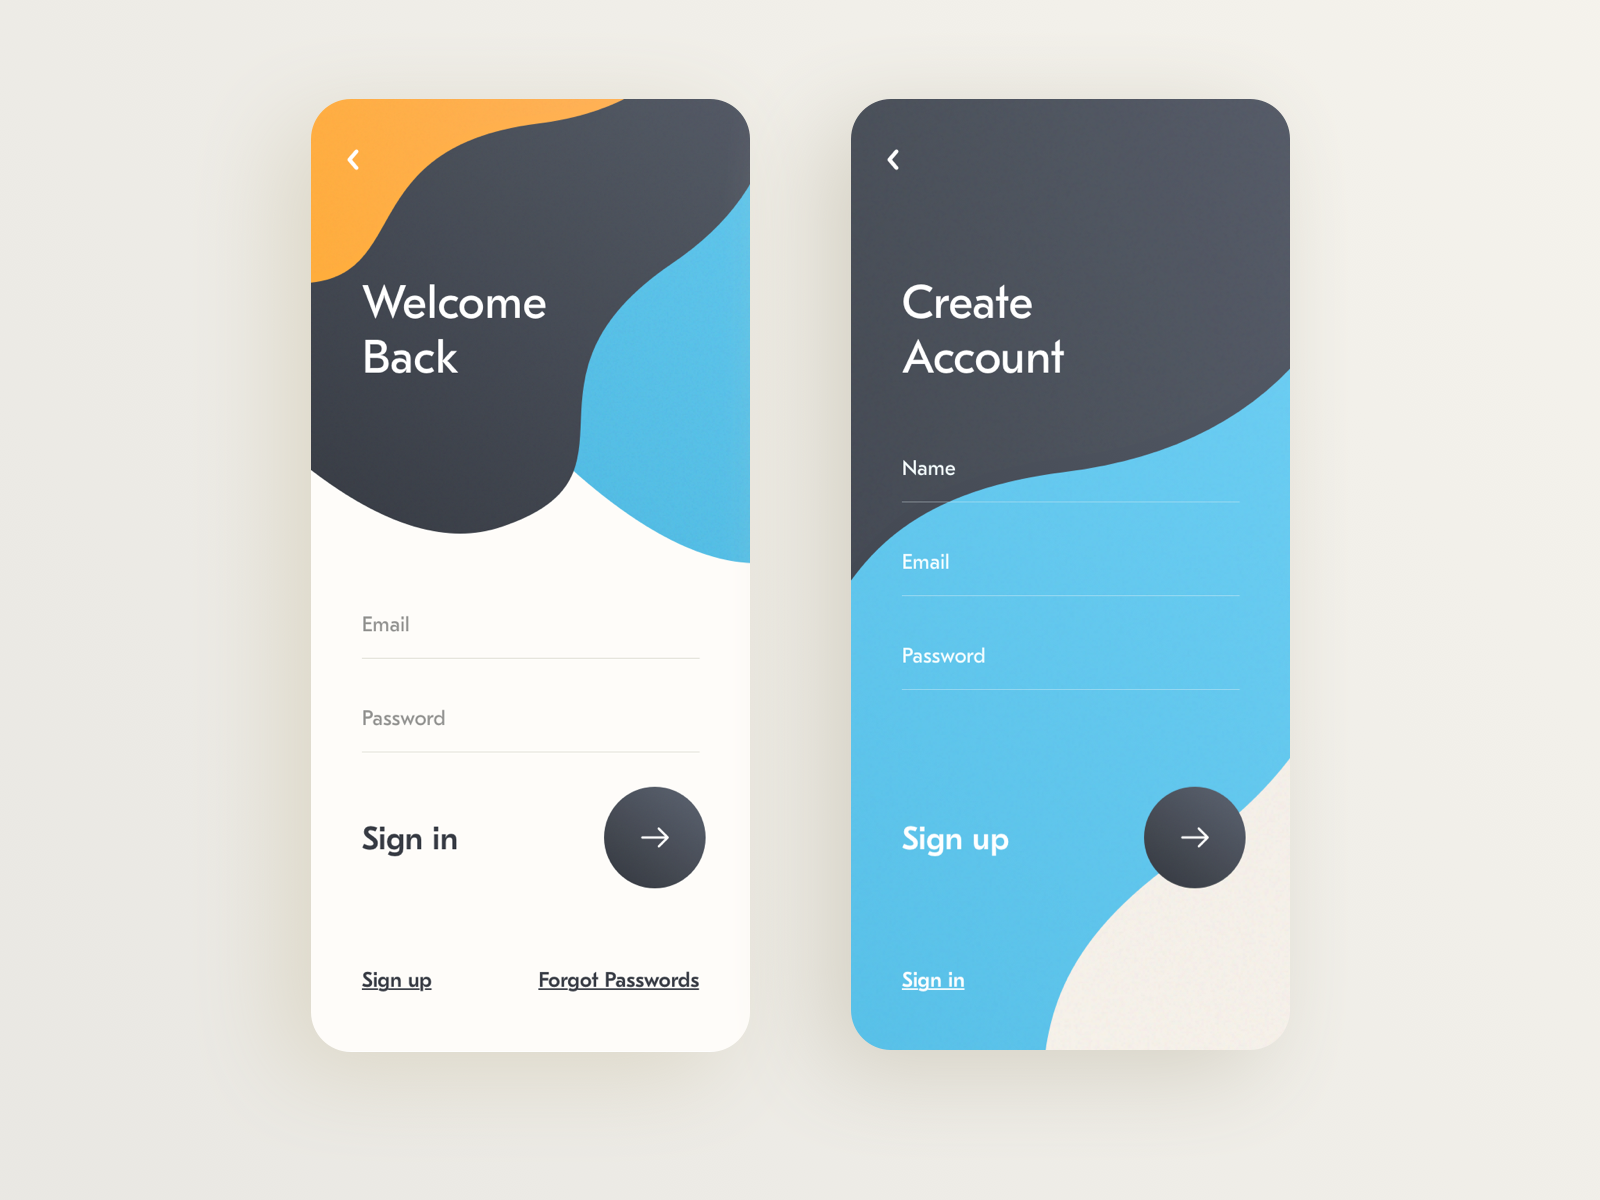 Welcome
Back
Email
Password
Sign in
Sign up
Forgot Passwords
Create
Account
Name
Email
Password
Sign up
Sign in